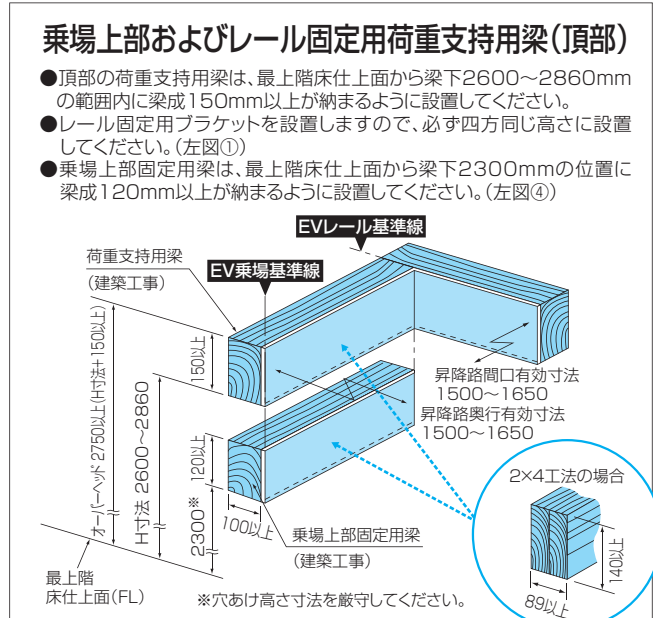 乗場上部およびレール固定用荷重支持用梁(頂部)
●頂部の荷重支持用梁は、最上階床仕上面から梁下2600〜2860mm
の範囲内に梁成150mm以上が納まるように設置してください。
●レール固定用ブラケットを設置しますので、必ず四方同じ高さに設置
してください。(左図①)
●乗場上部固定用梁は、最上階床仕上面から梁下2300mmの位置に
梁成120mm以上が納まるように設置してください。(左図④)
EVレール基準線
荷重支持用梁
(建築工事)
EV乗場基準線
オーバーヘッド 2750以上(H寸法+150以上)
H寸法 2600〜2860
150以上
120以上
2300※
100以上
昇降路間口有効寸法
1500〜1650
昇降路奥行有効寸法
1500〜1650
乗場上部固定用梁
(建築工事)
2×4工法の場合
140以上
89以上
最上階
床仕上面(FL)
※穴あけ高さ寸法を厳守してください。